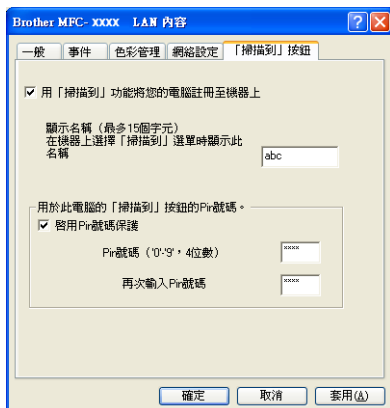 Brother MFC- XXXX LAN 內容
一般 事件 色彩管理 網絡設定 「掃描到」按鈕
用「掃描到」功能將您的電腦註冊至機器上
顯示名稱（最多15個字元）
在機器上選擇「掃描到」選單時顯示此
名稱
abc
用於此電腦的「掃描到」按鈕的Pin號碼。
啓用Pin號碼保護
Pin號碼（'0'-'9'，4位數） xxxx
再次輸入Pin號碼 xxxx
確定 取消 套用(A)